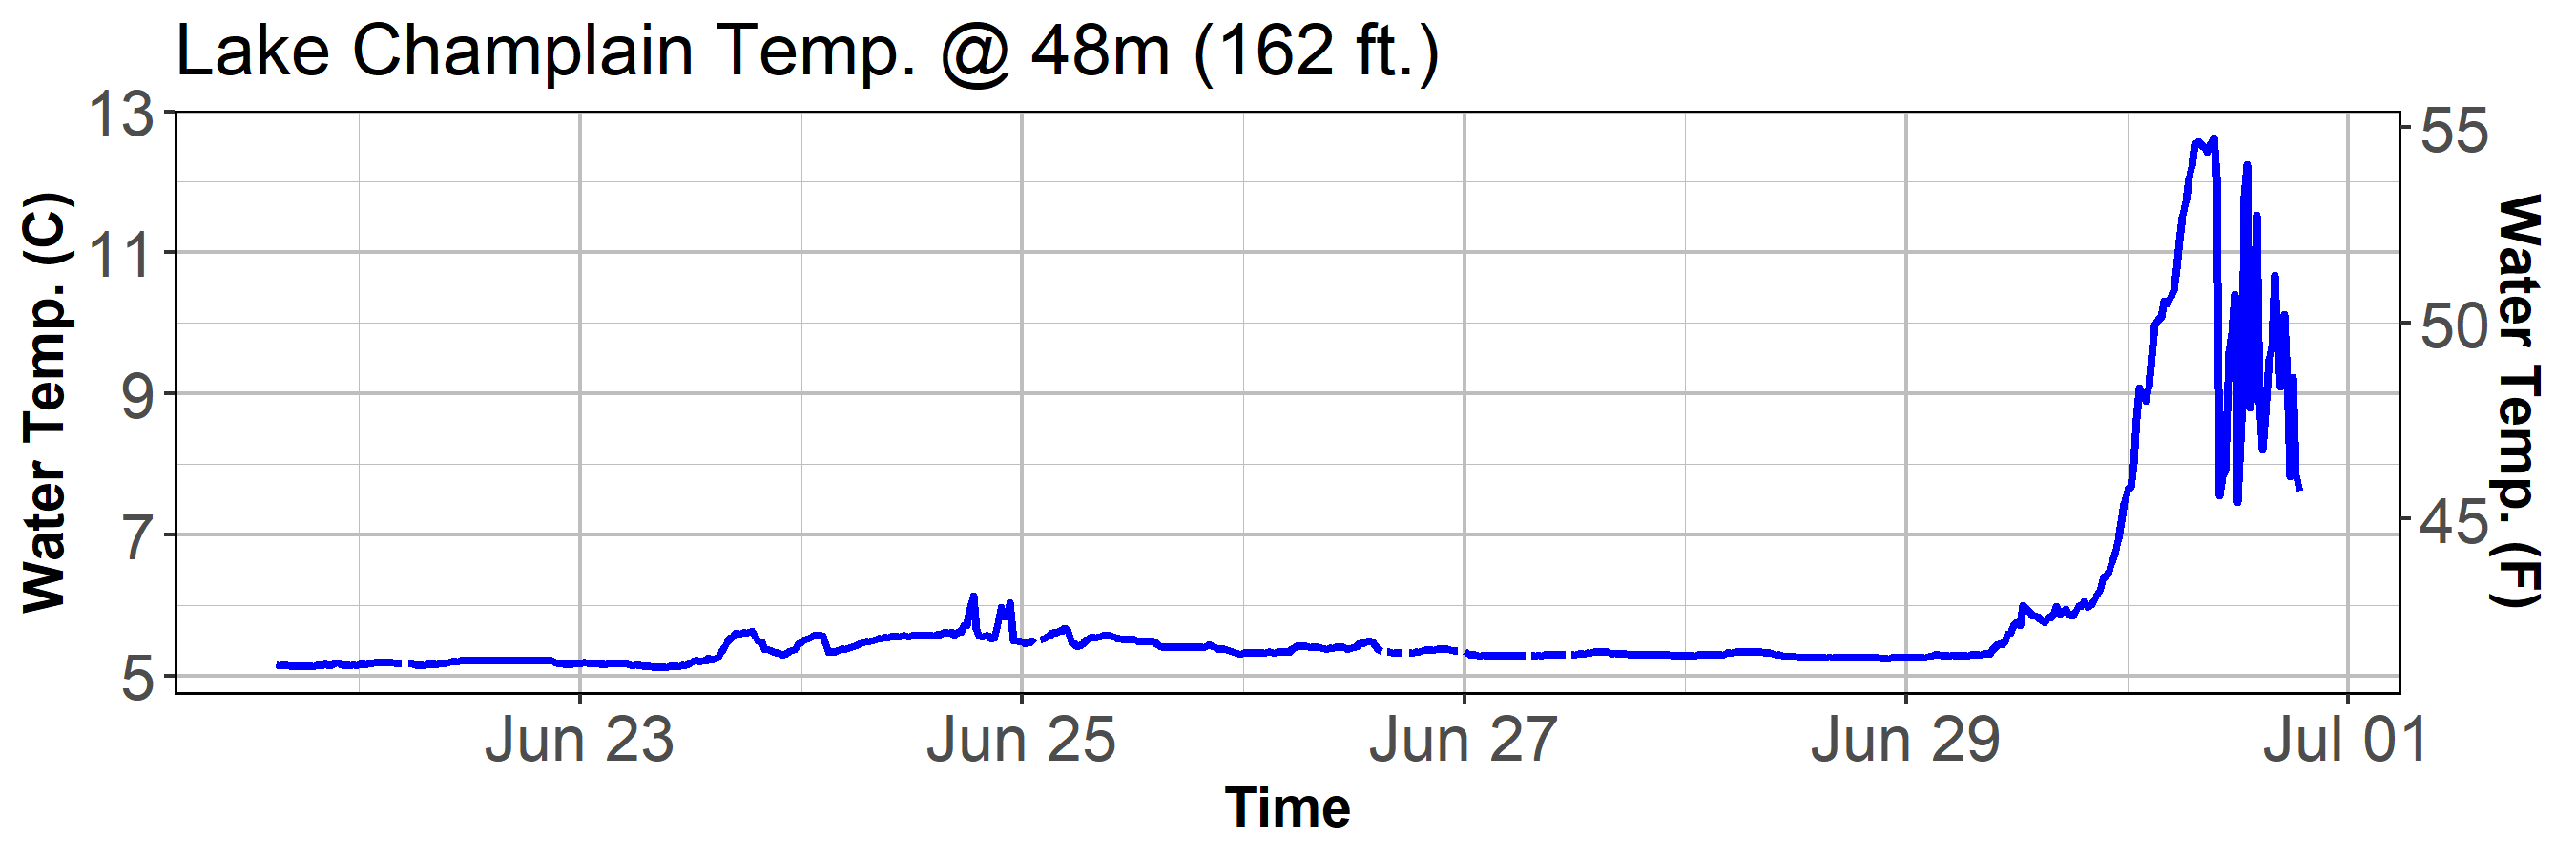 Lake Champlain Temp. @ 48m (162 ft.)
Water Temp. (C)
13
11
9
7
5
55
50
45
Water Temp. (F)
Jun 23 Jun 25 Jun 27 Jun 29 Jul 01
Time